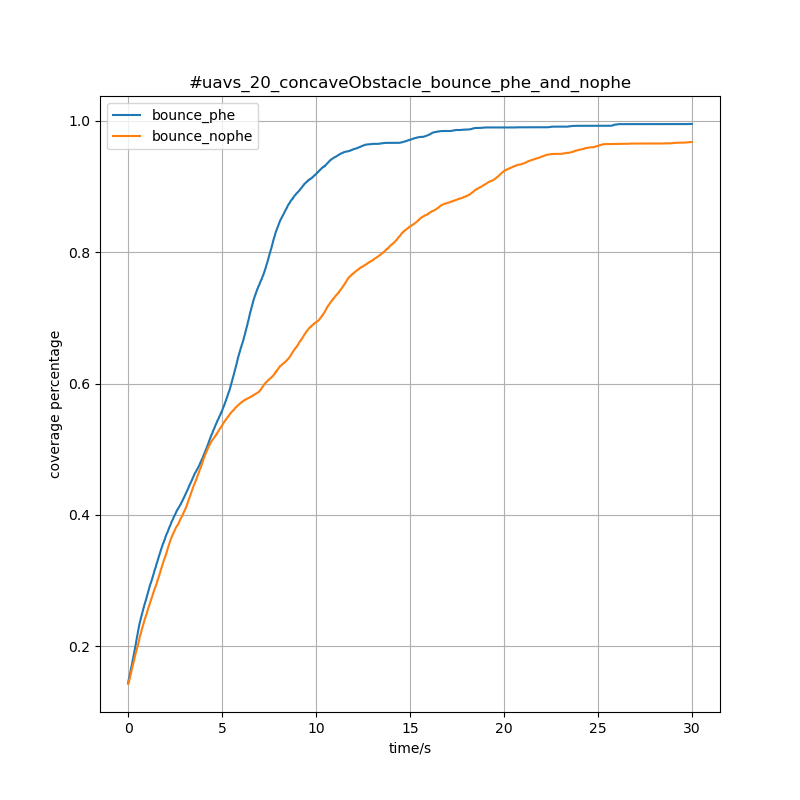 #uavs_20_concaveObstacle_bounce_phe_and_nophe
bounce_phe
bounce_nophe
1.0
0.8
0.6
0.4
0.2
coverage percentage
0 5 10 15 20 25 30
time/s